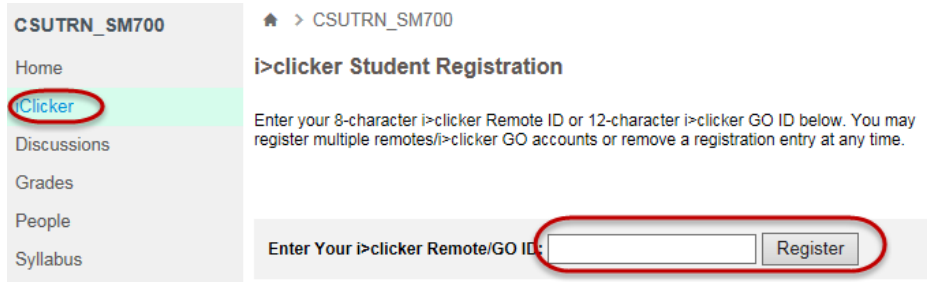 CSUTRN_SM700
Home
iClicker
Discussions
Grades
People
Syllabus
> CSUTRN_SM700
i>clicker Student Registration
Enter your 8-character i>clicker Remote ID or 12-character i>clicker GO ID below. You may
register multiple remotes/i>clicker GO accounts or remove a registration entry at any time.
Enter Your i>clicker Remote/GO ID:
Register